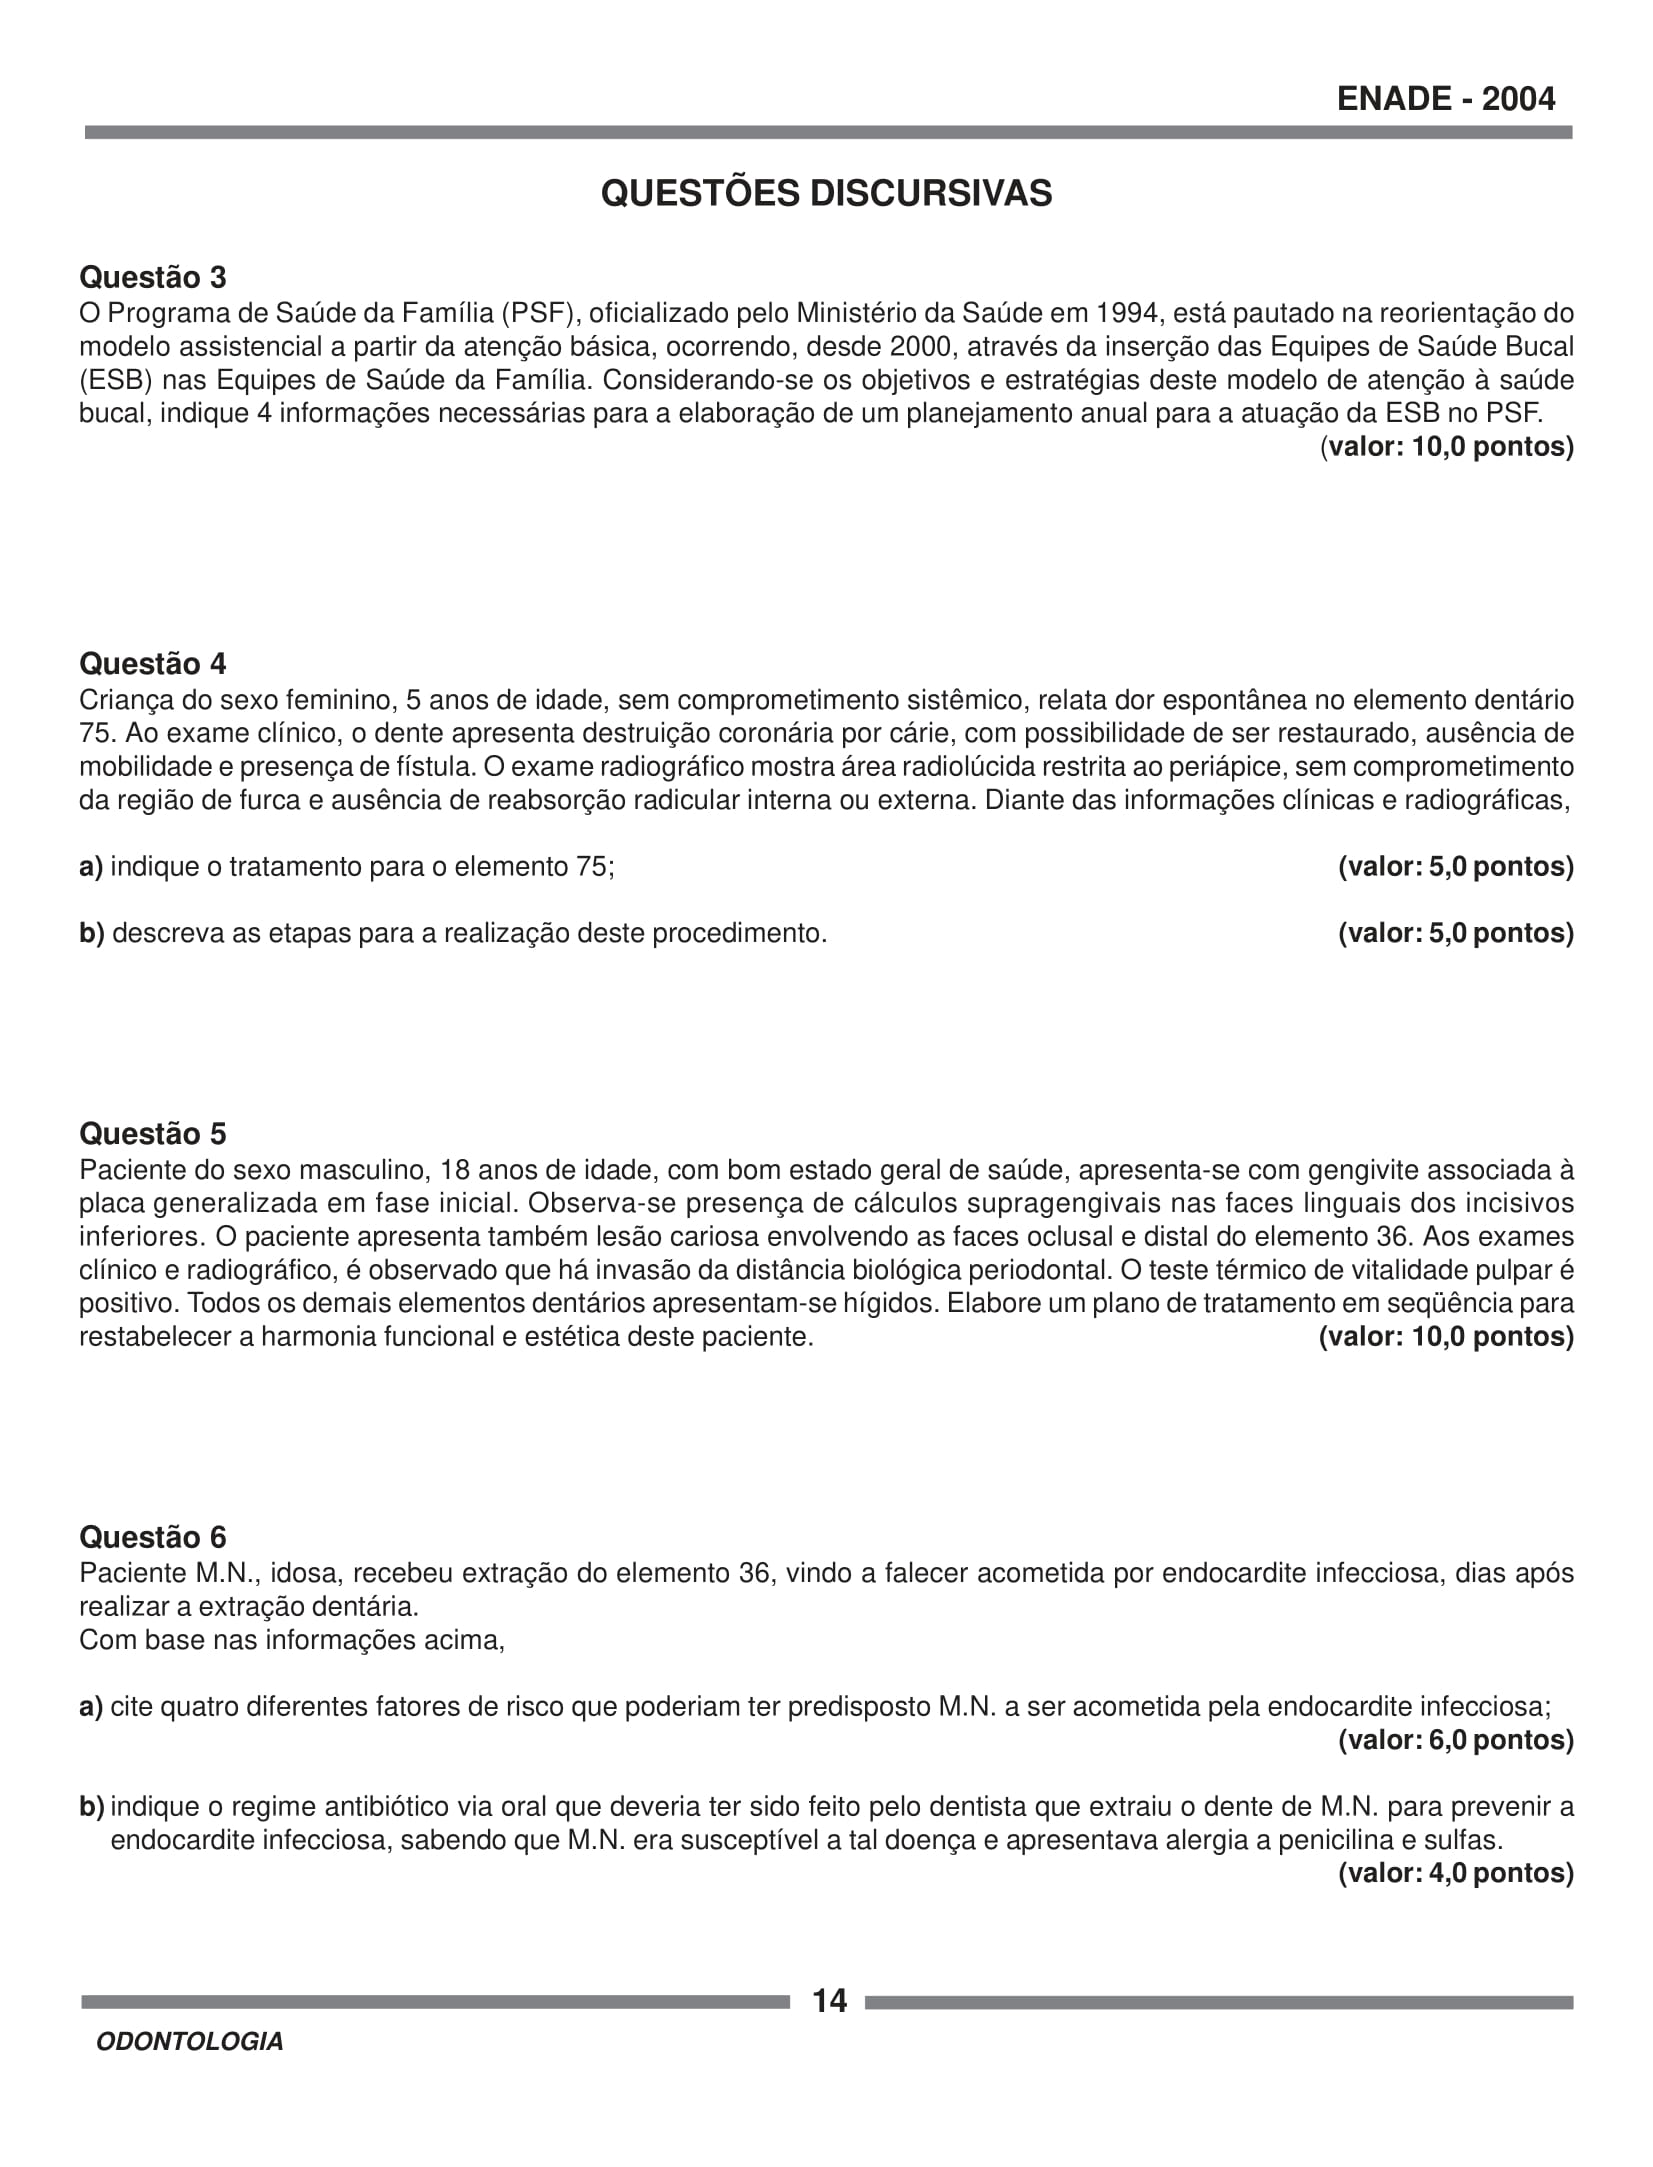 ENADE - 2004
QUESTÕES DISCURSIVAS
Questão 3
O Programa de Saúde da Família (PSF), oficializado pelo Ministério da Saúde em 1994, está pautado na reorientação do
modelo assistencial a partir da atenção básica, ocorrendo, desde 2000, através da inserção das Equipes de Saúde Bucal
(ESB) nas Equipes de Saúde da Família. Considerando-se os objetivos e estratégias deste modelo de atenção à saúde
bucal, indique 4 informações necessárias para a elaboração de um planejamento anual para a atuação da ESB no PSF.
(valor: 10,0 pontos)
Questão 4
Criança do sexo feminino, 5 anos de idade, sem comprometimento sistêmico, relata dor espontânea no elemento dentário
75. Ao exame clínico, o dente apresenta destruição coronária por cárie, com possibilidade de ser restaurado, ausência de
mobilidade e presença de fístula. O exame radiográfico mostra área radiolúcida restrita ao periápice, sem comprometimento
da região de furca e ausência de reabsorção radicular interna ou externa. Diante das informações clínicas e radiográficas,
a) indique o tratamento para o elemento 75; (valor: 5,0 pontos)
b) descreva as etapas para a realização deste procedimento. (valor: 5,0 pontos)
Questão 5
Paciente do sexo masculino, 18 anos de idade, com bom estado geral de saúde, apresenta-se com gengivite associada à
placa generalizada em fase inicial. Observa-se presença de cálculos supragengivais nas faces linguais dos incisivos
inferiores. O paciente apresenta também lesão cariosa envolvendo as faces oclusal e distal do elemento 36. Aos exames
clínico e radiográfico, é observado que há invasão da distância biológica periodontal. O teste térmico de vitalidade pulpar é
positivo. Todos os demais elementos dentários apresentam-se hígidos. Elabore um plano de tratamento em seqüência para
restabelecer a harmonia funcional e estética deste paciente. (valor: 10,0 pontos)
Questão 6
Paciente M.N., idosa, recebeu extração do elemento 36, vindo a falecer acometida por endocardite infecciosa, dias após
realizar a extração dentária.
Com base nas informações acima,
a) cite quatro diferentes fatores de risco que poderiam ter predisposto M.N. a ser acometida pela endocardite infecciosa;
(valor: 6,0 pontos)
b) indique o regime antibiótico via oral que deveria ter sido feito pelo dentista que extraiu o dente de M.N. para prevenir a
endocardite infecciosa, sabendo que M.N. era susceptível a tal doença e apresentava alergia a penicilina e sulfas.
(valor: 4,0 pontos)
14
ODONTOLOGIA